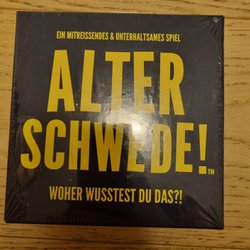 EIN MITREISSENDES & UNTERHALTSAMES SPIEL
ALTER
SCHWEDE!™
WOHER WUSSTEST DU DAS?!